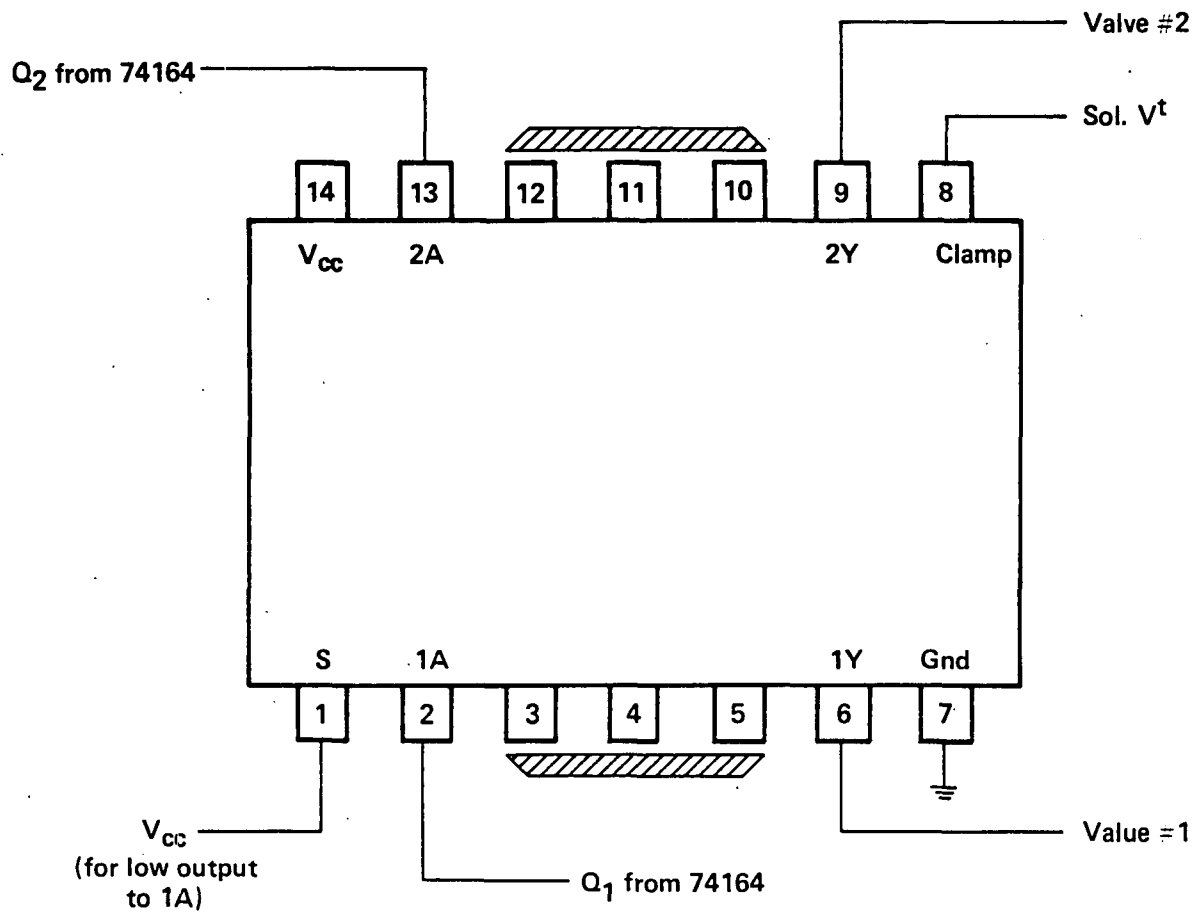 Valve #2
Q2 from 74164
Sol. Vt
14 13 12 11 10 9 8
Vcc 2A 2Y Clamp
S 1A 1Y Gnd
1 2 3 4 5 6 7
Vcc
(for low output
to 1A)
Value #1
Q1 from 74164